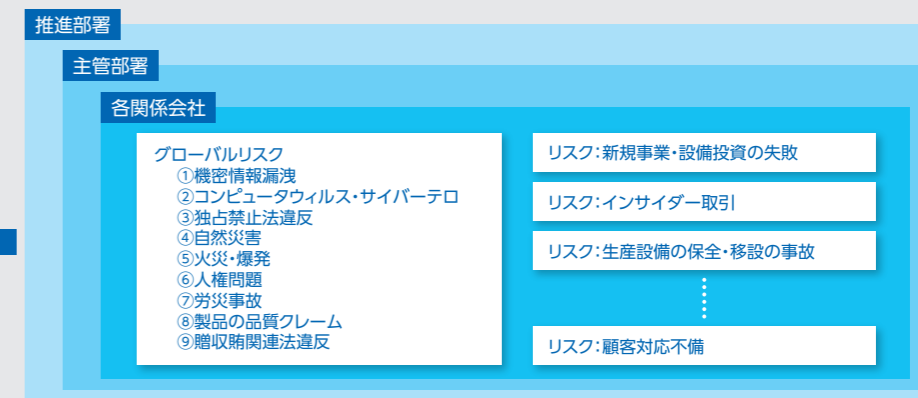 推進部署
主管部署
各関係会社
グローバルリスク
①機密情報漏洩
②コンピュータウィルス・サイバーテロ
③独占禁止法違反
④自然災害
⑤火災・爆発
⑥人権問題
⑦労災事故
⑧製品の品質クレーム
⑨贈収賄関連法違反
リスク：新規事業・設備投資の失敗
リスク：インサイダー取引
リスク：生産設備の保全・移設の事故
リスク：顧客対応不備